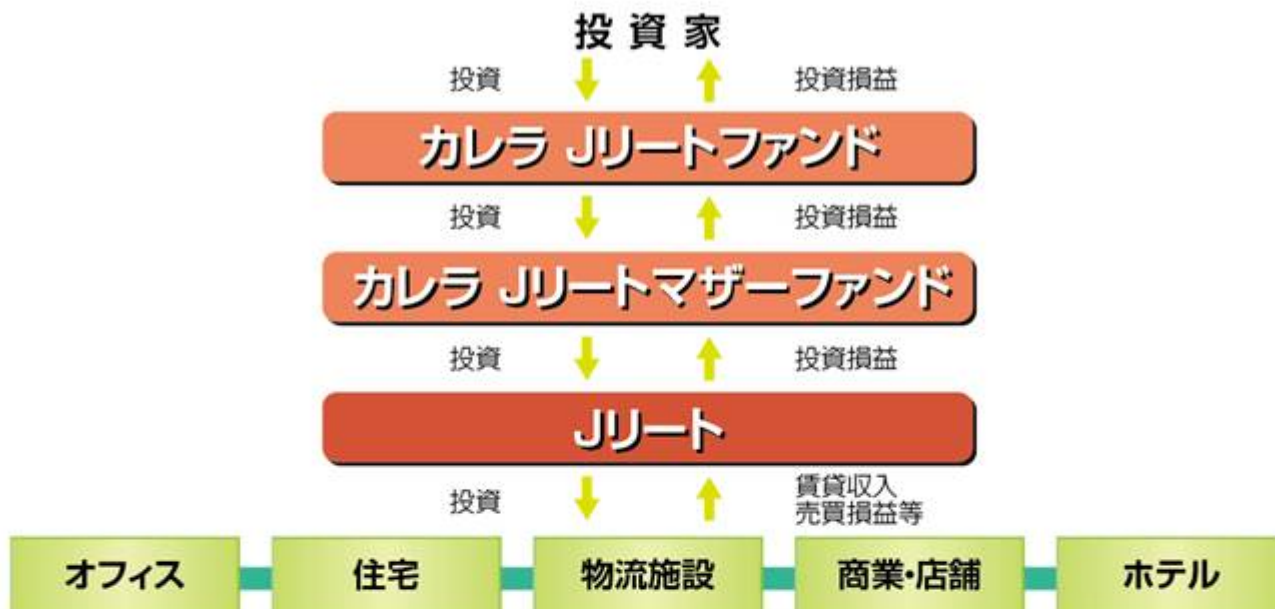 投資家
投資
投資損益
カレラ Jリートファンド
投資
投資損益
カレラ Jリートマザーファンド
投資
投資損益
Jリート
投資
賃貸収入
売買損益等
オフィス
住宅
物流施設
商業・店舗
ホテル